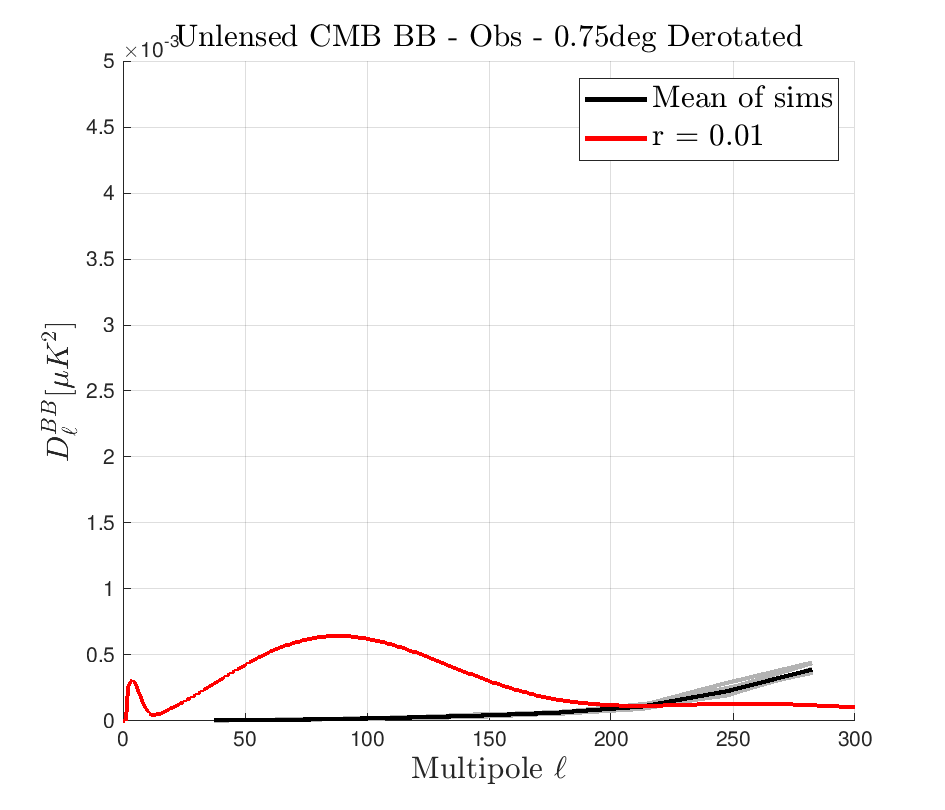 Unlensed CMB BB - Obs - 0.75deg Derotated
×10⁻³
5
4.5
4
3.5
3
2.5
2
1.5
1
0.5
0
D_ℓ^{BB}[μK²]
Mean of sims
r = 0.01
0 50 100 150 200 250 300
Multipole ℓ